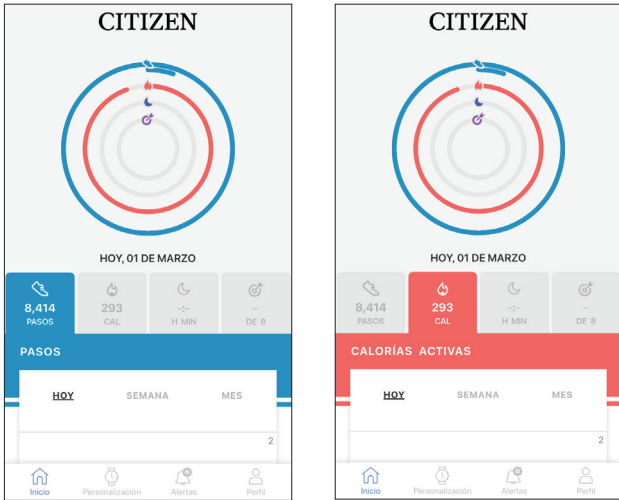 CITIZEN
HOY, 01 DE MARZO
8,414
PASOS
293
CAL
-:-
H MIN
-
DE 8
PASOS
HOY
SEMANA
MES
2
Inicio
Personalización
Alertas
Perfil
CITIZEN
HOY, 01 DE MARZO
8,414
PASOS
293
CAL
-:-
H MIN
-
DE 8
CALORÍAS ACTIVAS
HOY
SEMANA
MES
2
Inicio
Personalización
Alertas
Perfil